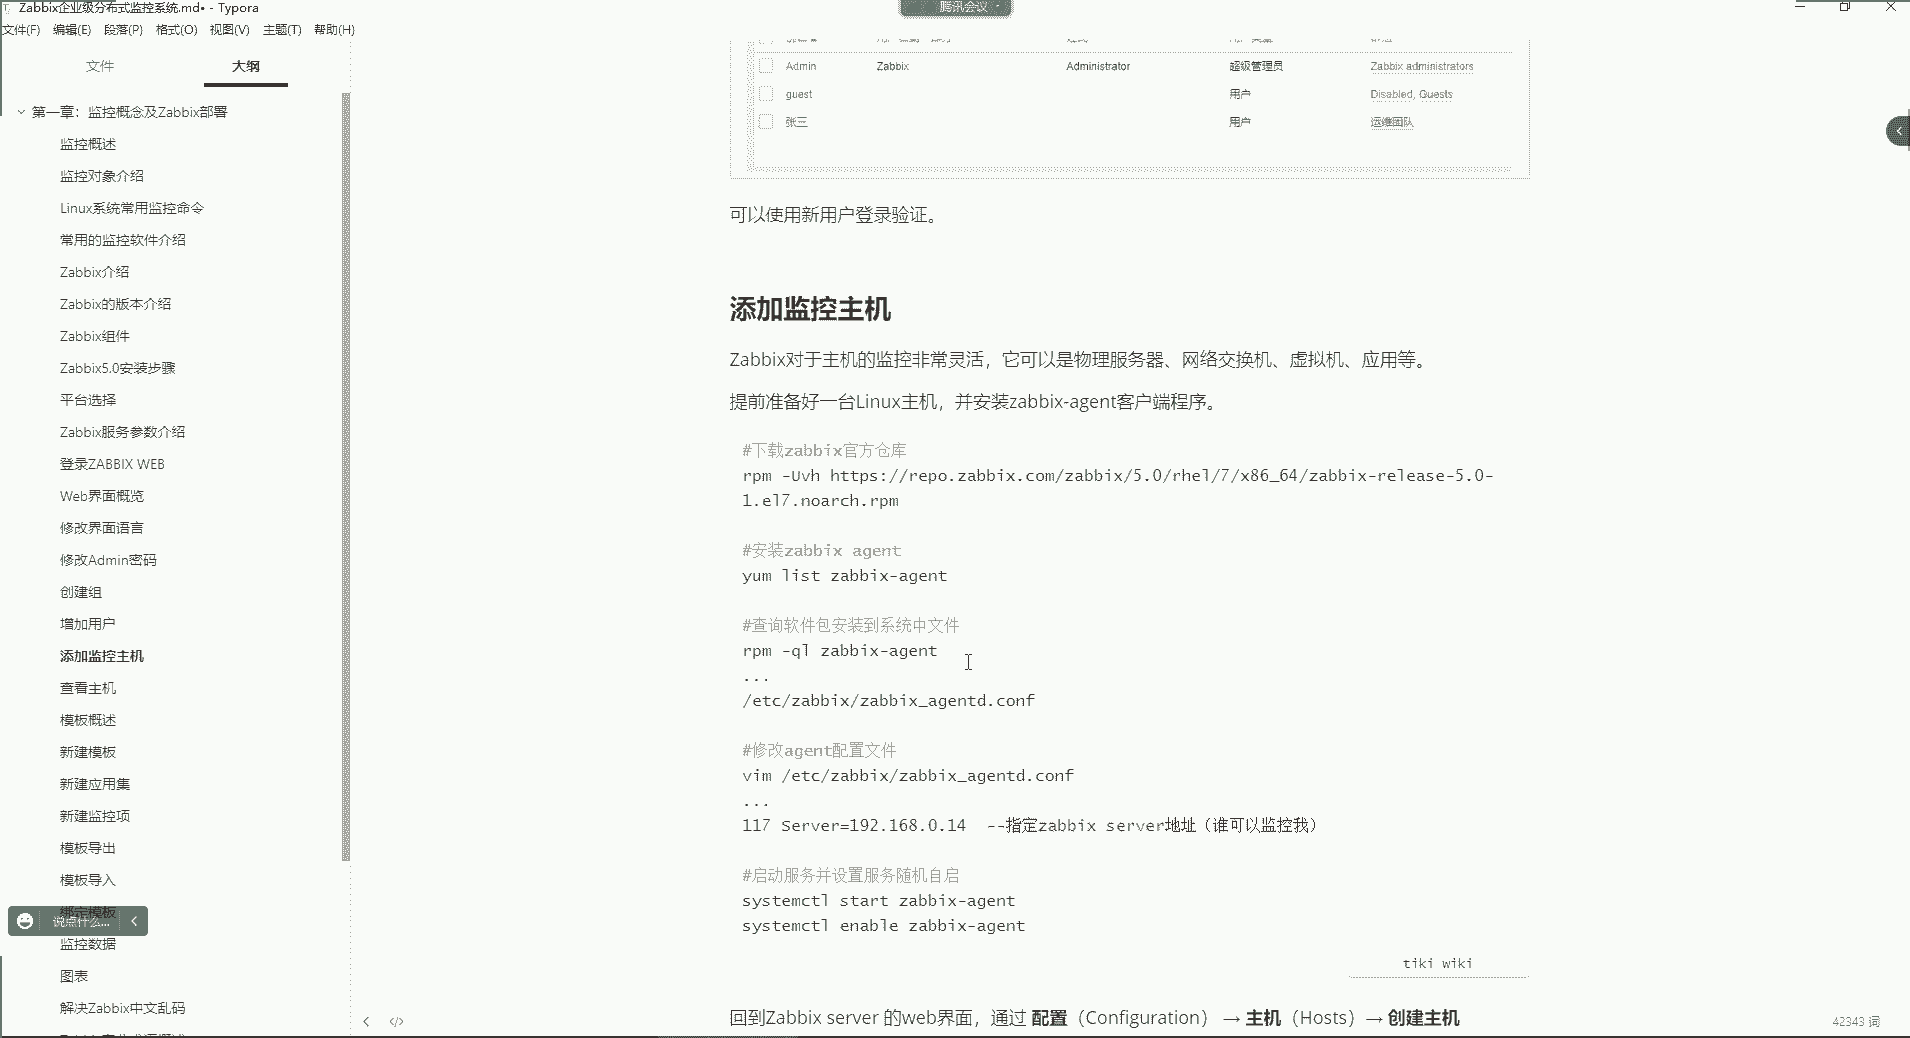 Zabbix企业级分布式监控系统.md• - Typora
腾讯会议
文件(F) 编辑(E) 段落(P) 格式(O) 视图(V) 主题(T) 帮助(H)
文件 大纲
第一章：监控概念及Zabbix部署
监控概述
监控对象介绍
Linux系统常用监控命令
常用的监控软件介绍
Zabbix介绍
Zabbix的版本介绍
Zabbix组件
Zabbix5.0安装步骤
平台选择
Zabbix服务参数介绍
登录ZABBIX WEB
Web界面概览
修改界面语言
修改Admin密码
创建组
增加用户
添加监控主机
查看主机
模板概述
新建模板
新建应用集
新建监控项
模板导出
模板导入
绑定模板
说点什么...
监控数据
图表
解决Zabbix中文乱码
Admin Zabbix Administrator 超级管理员 Zabbix administrators
guest 用户 Disabled, Guests
张三 用户 运维团队
可以使用新用户登录验证。
添加监控主机
Zabbix对于主机的监控非常灵活，它可以是物理服务器、网络交换机、虚拟机、应用等。
提前准备好一台Linux主机，并安装zabbix-agent客户端程序。
#下载zabbix官方仓库
rpm -Uvh https://repo.zabbix.com/zabbix/5.0/rhel/7/x86_64/zabbix-release-5.0-
1.el7.noarch.rpm
#安装zabbix agent
yum list zabbix-agent
#查询软件包安装到系统中文件
rpm -ql zabbix-agent
...
/etc/zabbix/zabbix_agentd.conf
#修改agent配置文件
vim /etc/zabbix/zabbix_agentd.conf
...
117 Server=192.168.0.14 --指定zabbix server地址（谁可以监控我）
#启动服务并设置服务随机自启
systemctl start zabbix-agent
systemctl enable zabbix-agent
tiki wiki
回到Zabbix server 的web界面，通过 配置（Configuration） → 主机（Hosts）→ 创建主机
42343 词